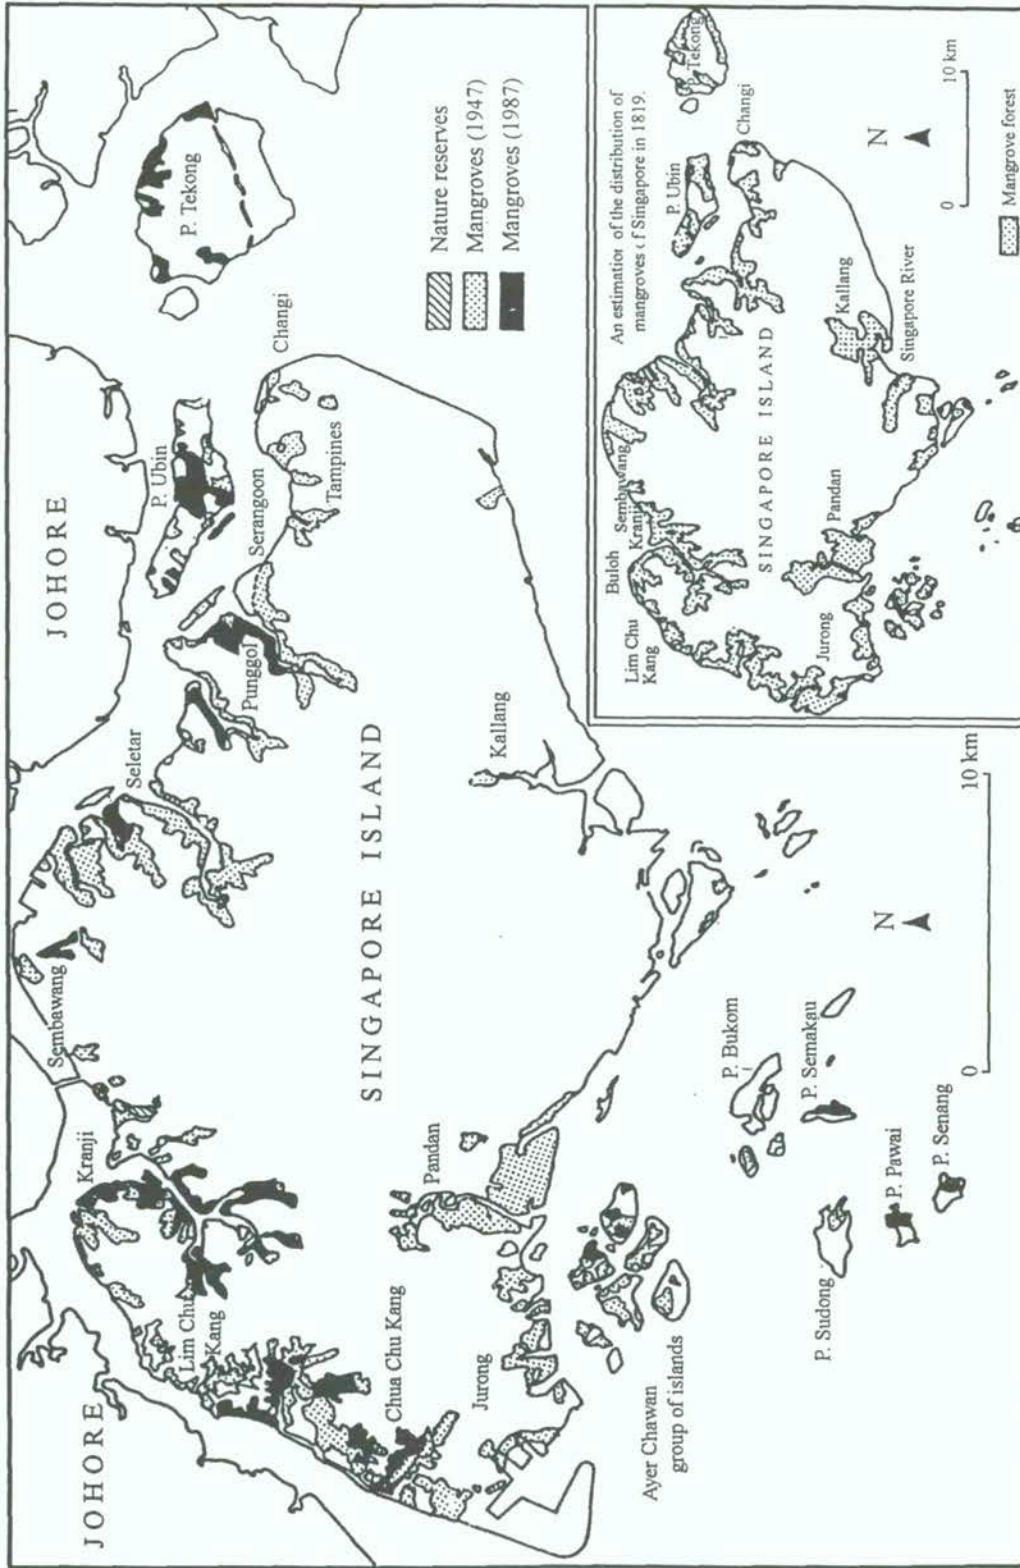 JOHORE
JOHORE
SINGAPORE ISLAND
Sembawang
Seletar
P. Ubin
P. Tekong
Kranji
Lim Chu
Kang
Punggol
Serangoon
Changi
Tampines
Chua Chu Kang
Pandan
Kallang
Jurong
Ayer Chawan
group of islands
P. Bukom
P. Semakau
P. Sudong
P. Pawai
P. Senang
N
0
10 km
Nature reserves
Mangroves (1947)
Mangroves (1987)
An estimation of the distribution of
mangroves of Singapore in 1819.
Buloh
Sembawang
Kranji
Lim Chu
Kang
P. Ubin
Tekong
Changi
SINGAPORE ISLAND
Kallang
Pandan
Singapore River
Jurong
N
0
10 km
Mangrove forest